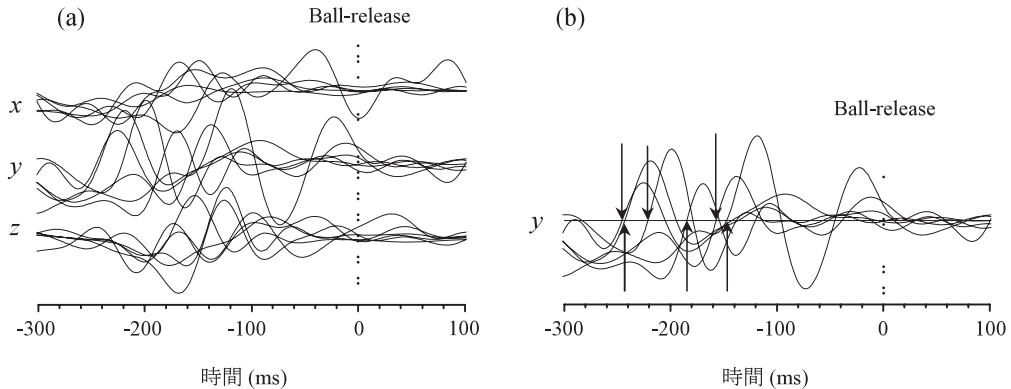 (a)
Ball-release
x
y
z
-300 -200 -100 0 100
時間 (ms)
(b)
Ball-release
y
-300 -200 -100 0 100
時間 (ms)